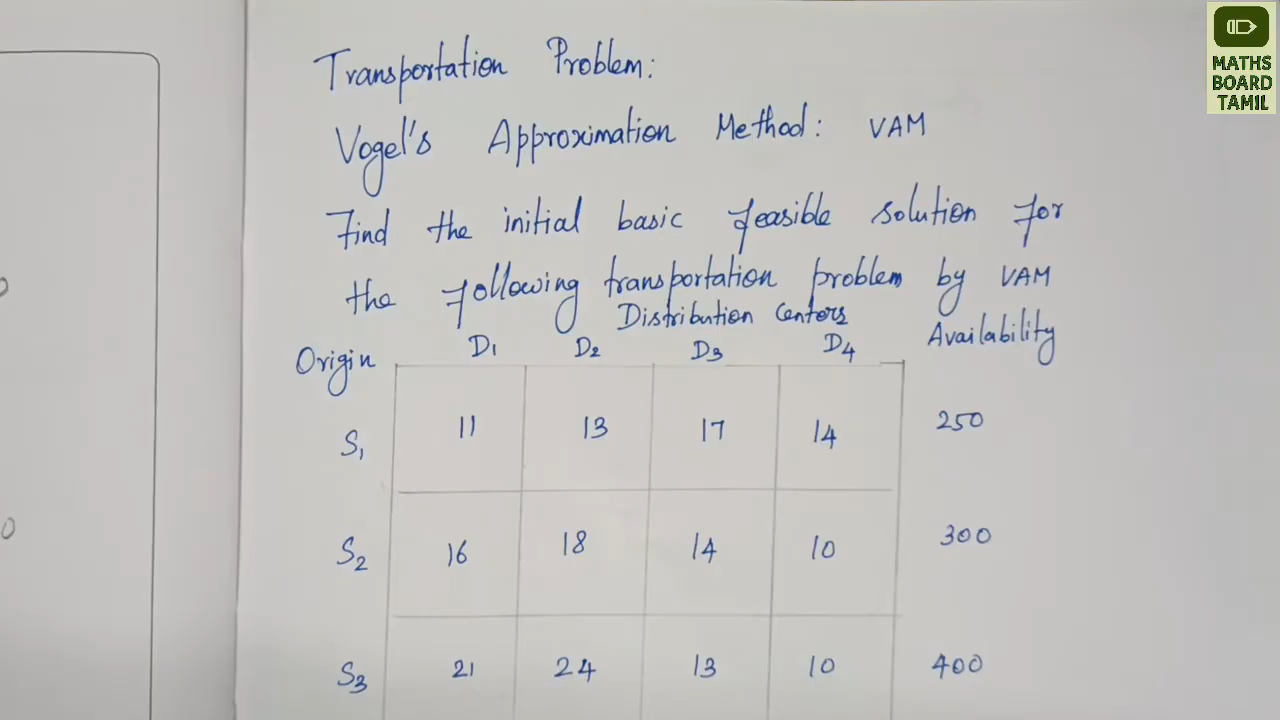 MATHS
BOARD
TAMIL
Transportation Problem:
Vogel's Approximation Method: VAM
Find the initial basic feasible solution for
the following transportation problem by VAM
Distribution Centers
Origin D1 D2 D3 D4 Availability
S1 11 13 17 14 250
S2 16 18 14 10 300
S3 21 24 13 10 400